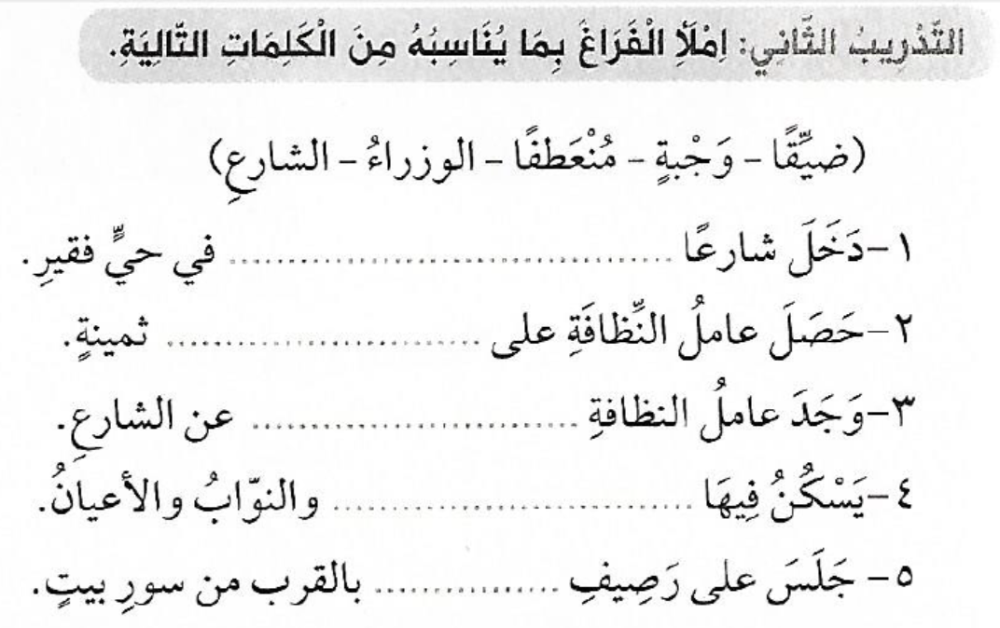 التَّدْرِيبُ الثَّانِي: اِمْلَأِ الْفَرَاغَ بِمَا يُنَاسِبُهُ مِنَ الْكَلِمَاتِ التَّالِيَةِ.
(ضيِّقًا - وَجْبةٍ - مُنْعَطفًا - الوزراءُ - الشارعِ)
١-دَخَلَ شارعًا ................................ في حيٍّ فقيرِ.
٢-حَصَلَ عاملُ النِّظافَةِ على ........................ ثمينةٍ.
٣-وَجَدَ عاملُ النظافةِ ........................ عن الشارعِ.
٤-يَسْكُنُ فِيهَا ........................... والنوّابُ والأعيانُ.
٥- جَلَسَ على رَصِيفِ .............. بالقرب من سورِ بيتٍ.